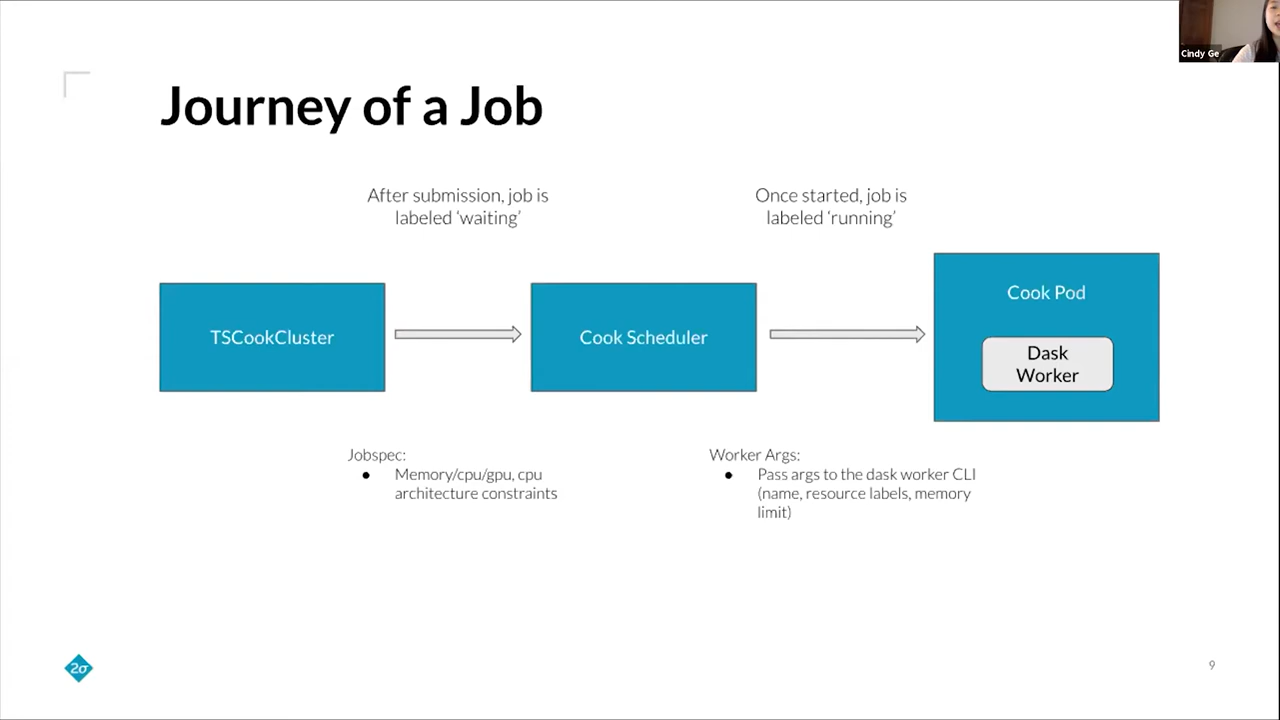 Cindy Ge
Journey of a Job
After submission, job is
labeled ‘waiting’
Once started, job is
labeled ‘running’
TSCookCluster
Cook Scheduler
Cook Pod
Dask
Worker
Jobspec:
● Memory/cpu/gpu, cpu
architecture constraints
Worker Args:
● Pass args to the dask worker CLI
(name, resource labels, memory
limit)
2σ
9